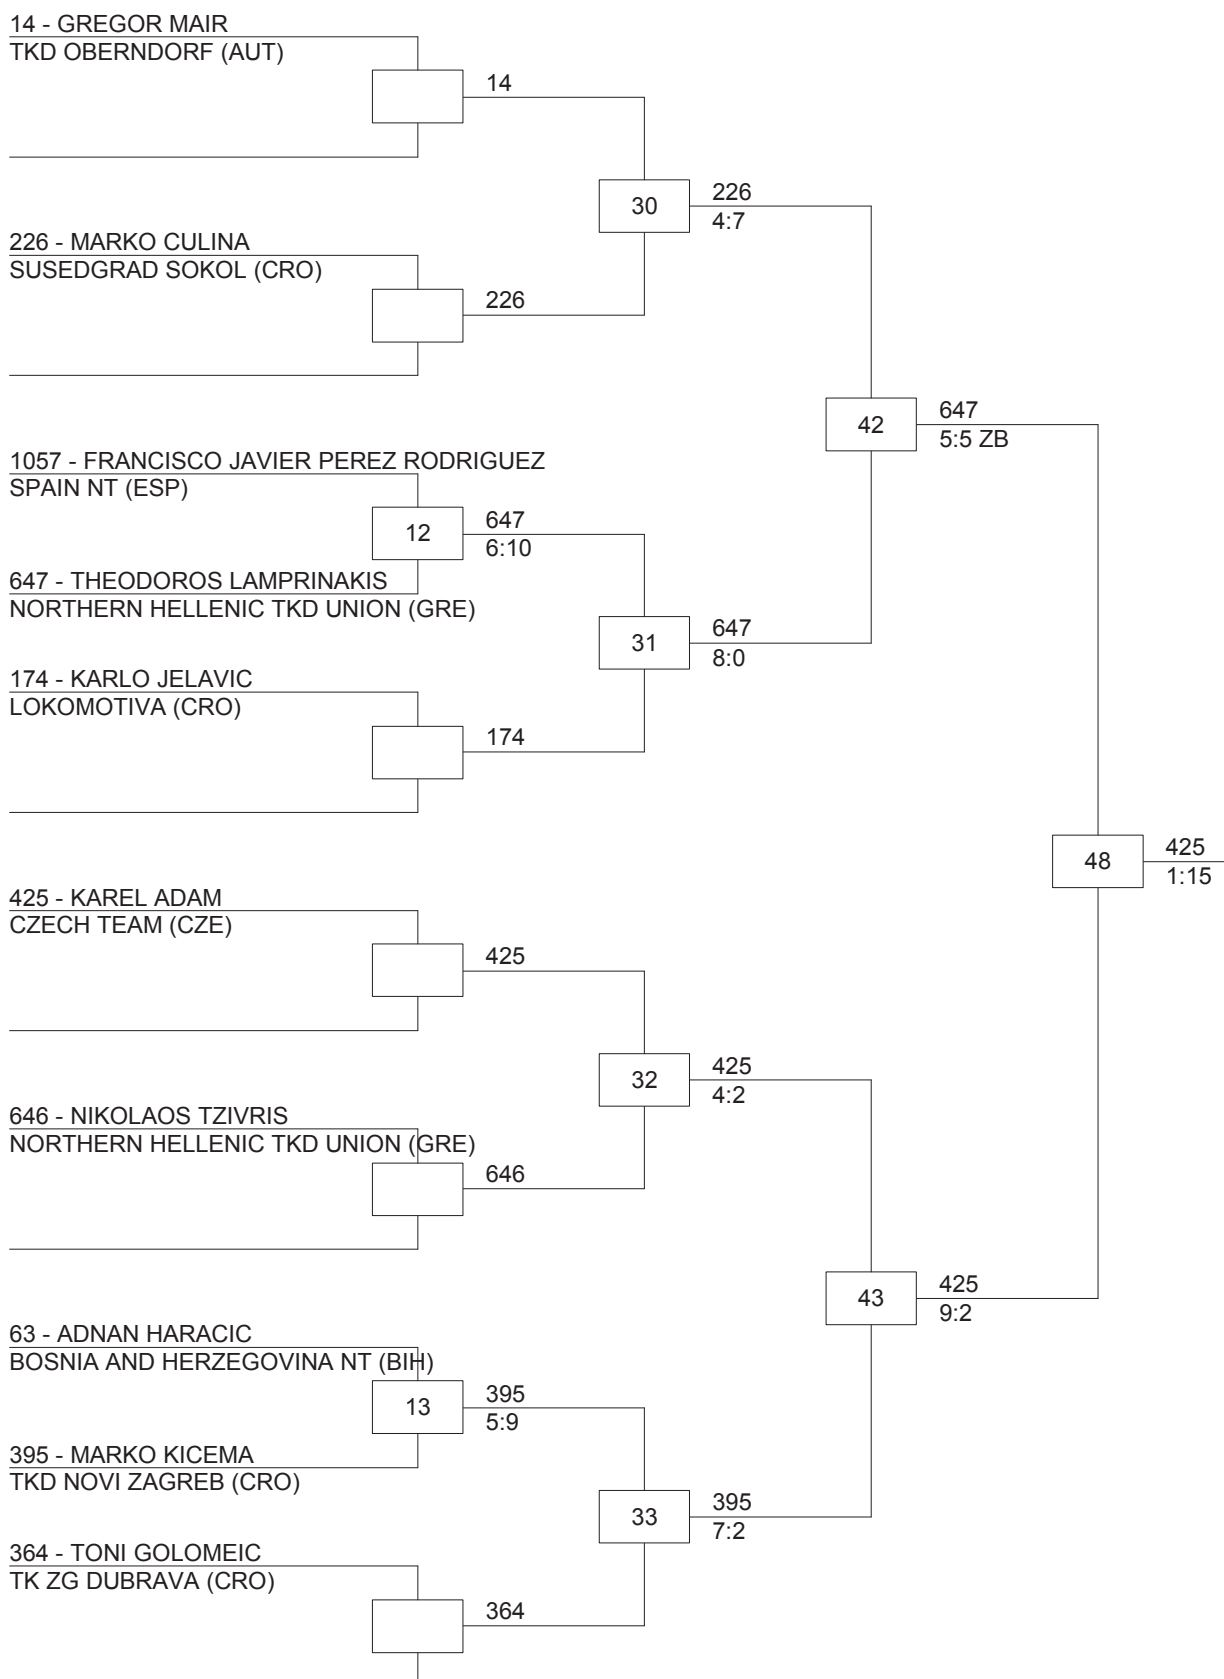 14 - GREGOR MAIR
TKD OBERNDORF (AUT)
14
30
226
4:7
226 - MARKO CULINA
SUSEDGRAD SOKOL (CRO)
226
42
647
5:5 ZB
1057 - FRANCISCO JAVIER PEREZ RODRIGUEZ
SPAIN NT (ESP)
12
647
6:10
647 - THEODOROS LAMPRINAKIS
NORTHERN HELLENIC TKD UNION (GRE)
31
647
8:0
174 - KARLO JELAVIC
LOKOMOTIVA (CRO)
174
48
425
1:15
425 - KAREL ADAM
CZECH TEAM (CZE)
425
32
425
4:2
646 - NIKOLAOS TZIVRIS
NORTHERN HELLENIC TKD UNION (GRE)
646
43
425
9:2
63 - ADNAN HARACIC
BOSNIA AND HERZEGOVINA NT (BIH)
13
395
5:9
395 - MARKO KICEMA
TKD NOVI ZAGREB (CRO)
33
395
7:2
364 - TONI GOLOMEIC
TK ZG DUBRAVA (CRO)
364